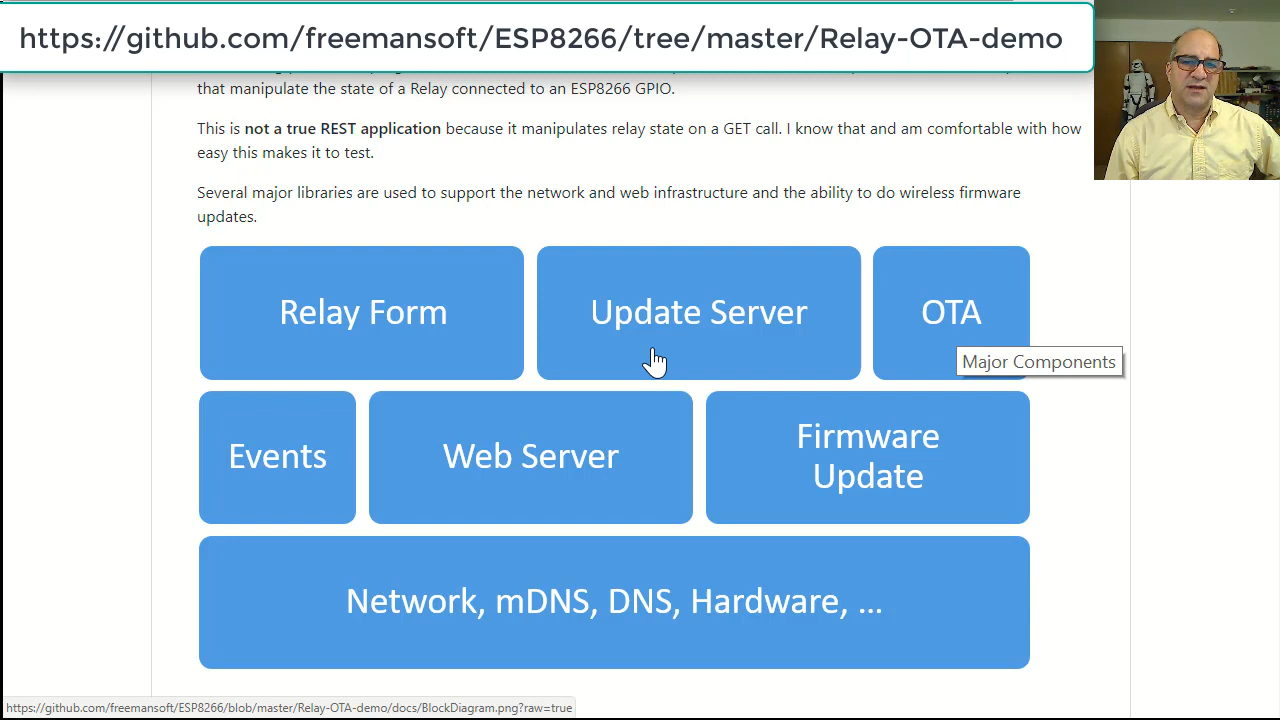 https://github.com/freemansoft/ESP8266/tree/master/Relay-OTA-demo
that manipulate the state of a Relay connected to an ESP8266 GPIO.
This is not a true REST application because it manipulates relay state on a GET call. I know that and am comfortable with how
easy this makes it to test.
Several major libraries are used to support the network and web infrastructure and the ability to do wireless firmware
updates.
Relay Form
Update Server
OTA
Major Components
Events
Web Server
Firmware
Update
Network, mDNS, DNS, Hardware, ...
https://github.com/freemansoft/ESP8266/blob/master/Relay-OTA-demo/docs/BlockDiagram.png?raw=true